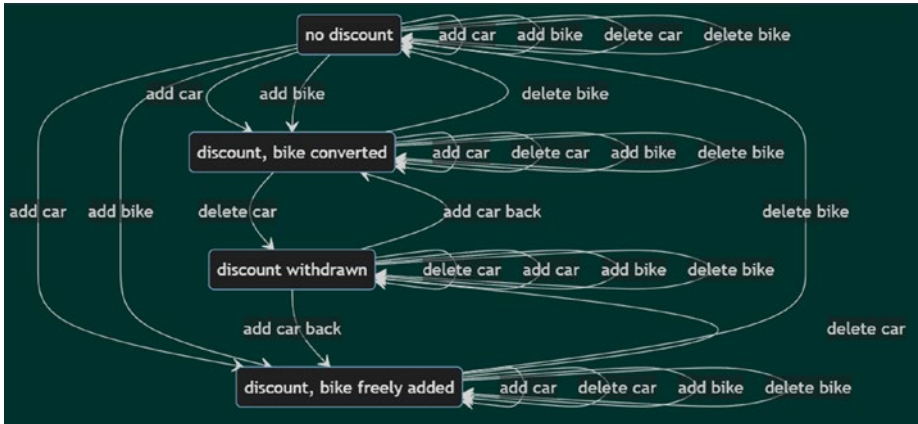 no discount
add car
add bike
delete car
delete bike
add car
add bike
delete bike
discount, bike converted
add car
delete car
add bike
delete bike
add car
add bike
delete car
add car back
delete bike
discount withdrawn
delete car
add car
add bike
delete bike
add car back
delete car
discount, bike freely added
add car
delete car
add bike
delete bike